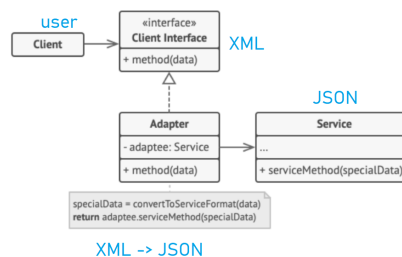 user
Client
«interface»
Client Interface
+ method(data)
XML
JSON
Adapter
- adaptee: Service
+ method(data)
Service
...
+ serviceMethod(specialData)
specialData = convertToServiceFormat(data)
return adaptee.serviceMethod(specialData)
XML -> JSON